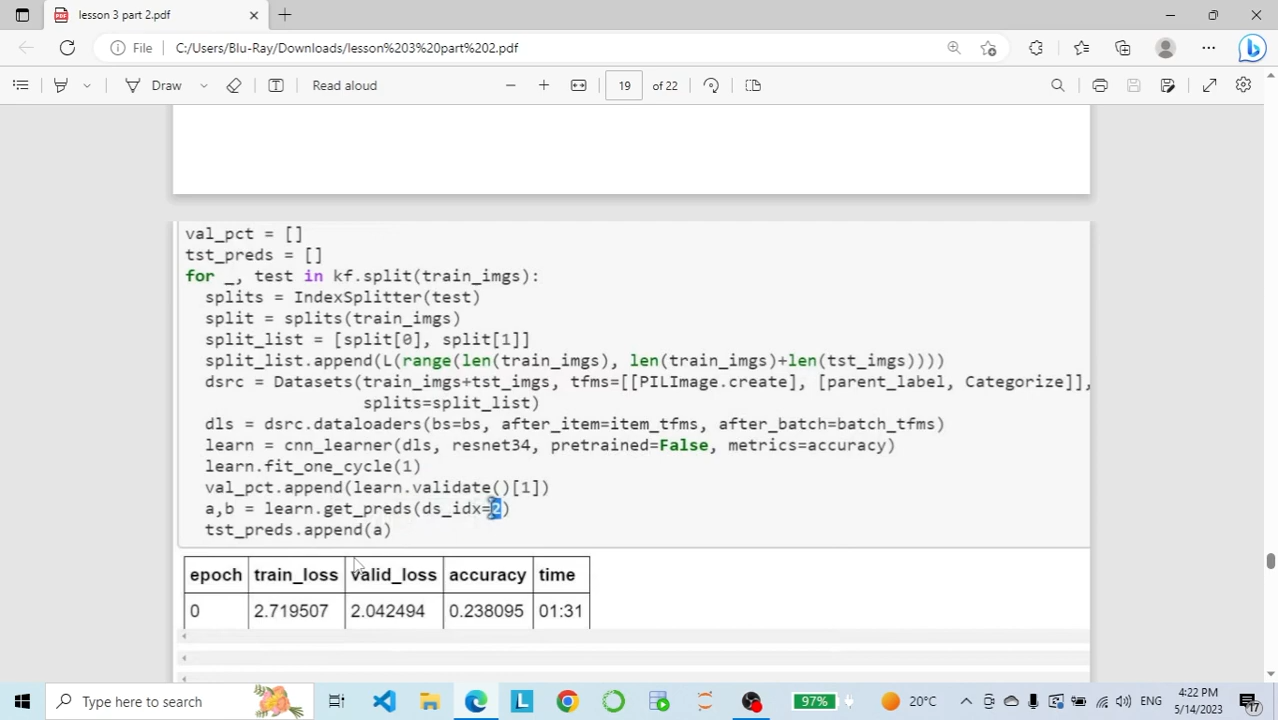 lesson 3 part 2.pdf
File
C:/Users/Blu-Ray/Downloads/lesson%203%20part%202.pdf
Draw
Read aloud
19
of 22
val_pct = []
tst_preds = []
for _, test in kf.split(train_imgs):
splits = IndexSplitter(test)
split = splits(train_imgs)
split_list = [split[0], split[1]]
split_list.append(L(range(len(train_imgs), len(train_imgs)+len(tst_imgs))))
dsrc = Datasets(train_imgs+tst_imgs, tfms=[[PILImage.create], [parent_label, Categorize]],
splits=split_list)
dls = dsrc.dataloaders(bs=bs, after_item=item_tfms, after_batch=batch_tfms)
learn = cnn_learner(dls, resnet34, pretrained=False, metrics=accuracy)
learn.fit_one_cycle(1)
val_pct.append(learn.validate()[1])
a,b = learn.get_preds(ds_idx=2)
tst_preds.append(a)
epoch train_loss valid_loss accuracy time
0 2.719507 2.042494 0.238095 01:31
Type here to search
L
97%
20°C
ENG
4:22 PM
5/14/2023
17